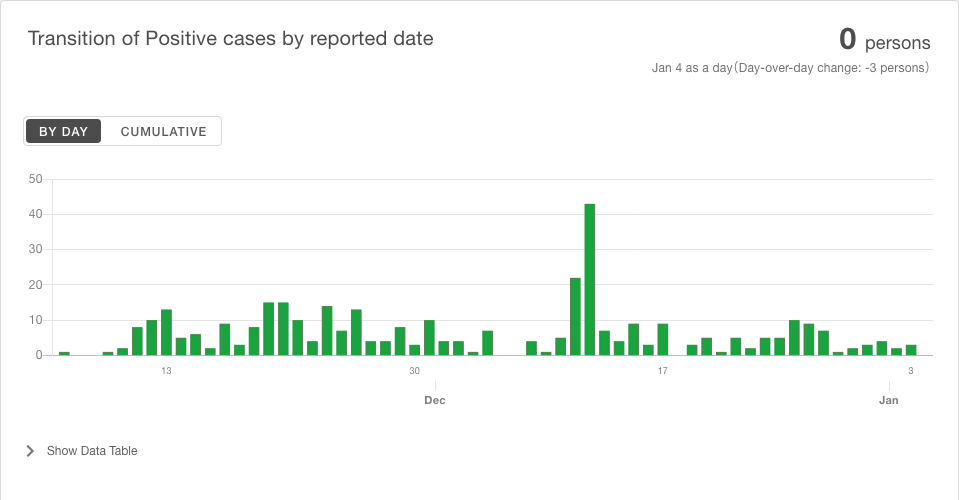 Transition of Positive cases by reported date
0 persons
Jan 4 as a day(Day-over-day change: -3 persons)
BY DAY CUMULATIVE
50
40
30
20
10
0
13 30 17 3
Dec Jan
Show Data Table